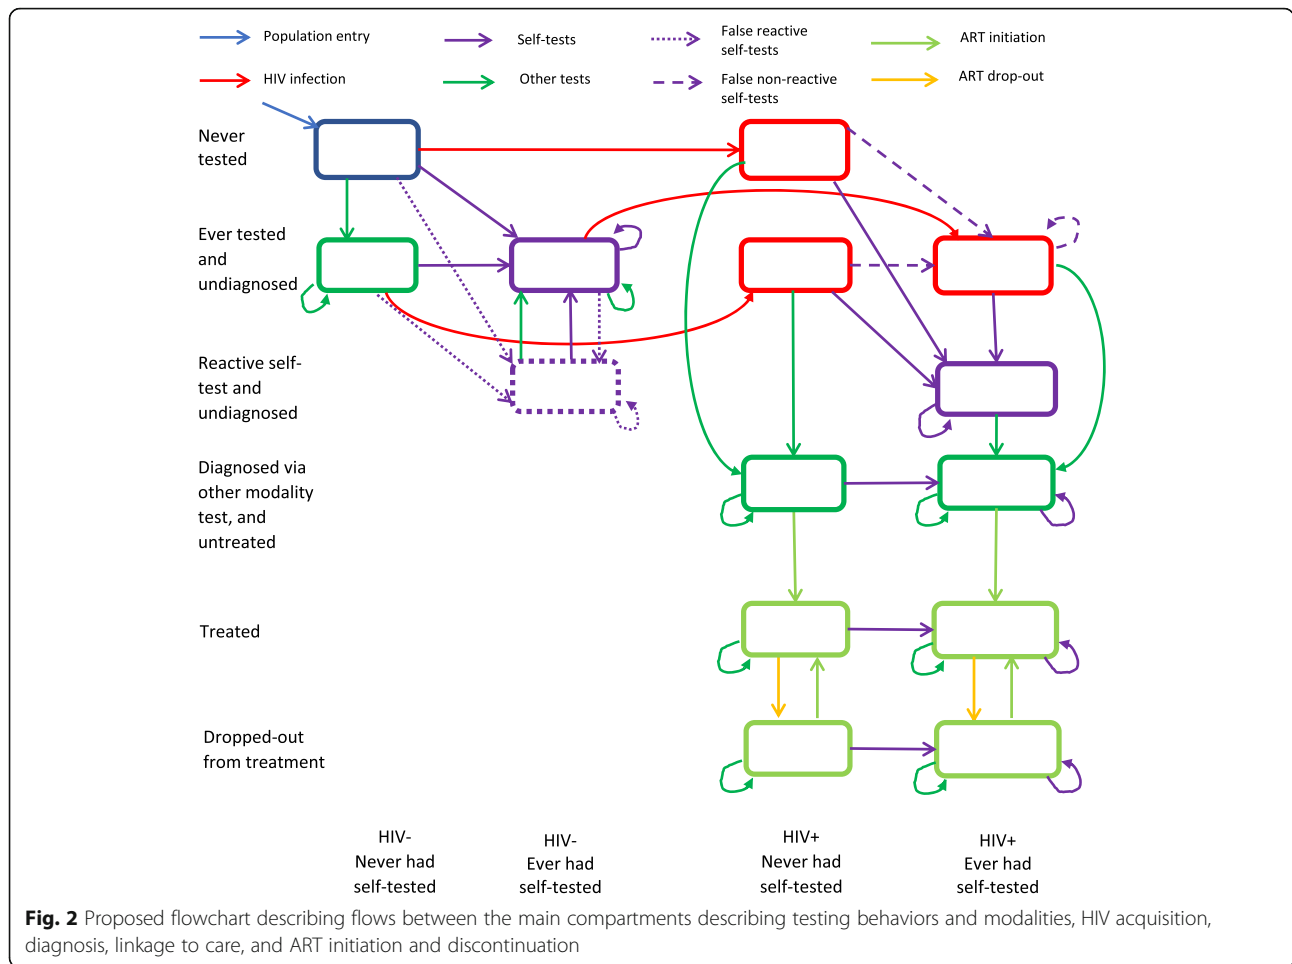 Population entry
Self-tests
False reactive
self-tests
ART initiation
HIV infection
Other tests
False non-reactive
self-tests
ART drop-out
Never
tested
Ever tested
and
undiagnosed
Reactive self-
test and
undiagnosed
Diagnosed via
other modality
test, and
untreated
Treated
Dropped-out
from treatment
HIV-
Never had
self-tested
HIV-
Ever had
self-tested
HIV+
Never had
self-tested
HIV+
Ever had
self-tested
Fig. 2 Proposed flowchart describing flows between the main compartments describing testing behaviors and modalities, HIV acquisition,
diagnosis, linkage to care, and ART initiation and discontinuation